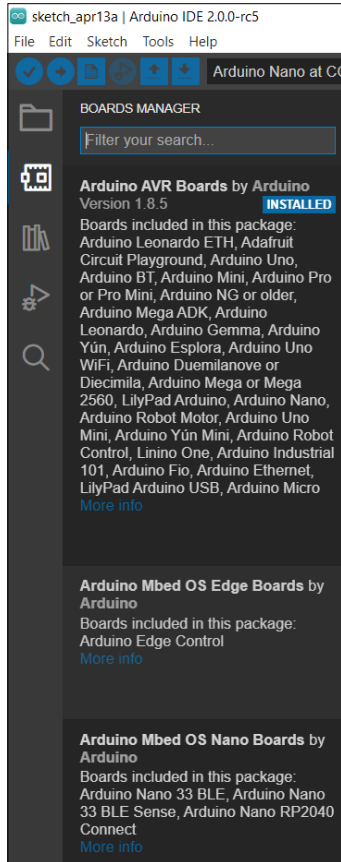 sketch_apr13a | Arduino IDE 2.0.0-rc5
File Edit Sketch Tools Help
Arduino Nano at
BOARDS MANAGER
Filter your search...
Arduino AVR Boards by Arduino
Version 1.8.5 INSTALLED
Boards included in this package:
Arduino Leonardo ETH, Adafruit
Circuit Playground, Arduino Uno,
Arduino BT, Arduino Mini, Arduino Pro
or Pro Mini, Arduino NG or older,
Arduino Mega ADK, Arduino
Leonardo, Arduino Gemma, Arduino
Yún, Arduino Esplora, Arduino Uno
WiFi, Arduino Duemilanove or
Diecimila, Arduino Mega or Mega
2560, LilyPad Arduino, Arduino Nano,
Arduino Robot Motor, Arduino Uno
Mini, Arduino Yún Mini, Arduino Robot
Control, Linino One, Arduino Industrial
101, Arduino Fio, Arduino Ethernet,
LilyPad Arduino USB, Arduino Micro
More info
Arduino Mbed OS Edge Boards by
Arduino
Boards included in this package:
Arduino Edge Control
More info
Arduino Mbed OS Nano Boards by
Arduino
Boards included in this package:
Arduino Nano 33 BLE, Arduino Nano
33 BLE Sense, Arduino Nano RP2040
Connect
More info